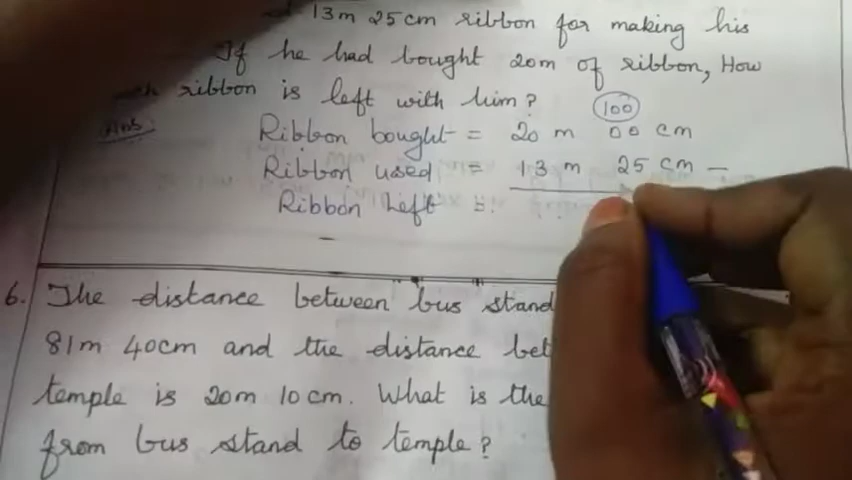 13m 25cm ribbon for making his
If he had bought 20m of ribbon, How
ribbon is left with him?
100
Ans:
Ribbon bought = 20 m 00 cm
Ribbon used = 13 m 25 cm –
Ribbon left =
6. The distance between bus stand
81m 40cm and the distance bet
temple is 20m 10cm. What is the
from bus stand to temple?